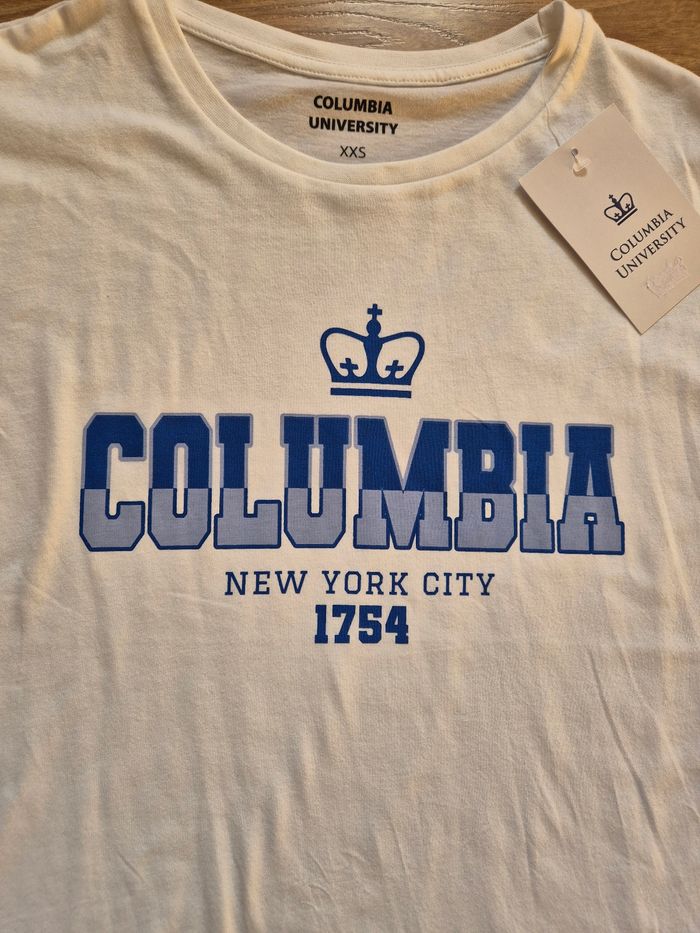 COLUMBIA
UNIVERSITY
XXS
COLUMBIA
UNIVERSITY
COLUMBIA
NEW YORK CITY
1754